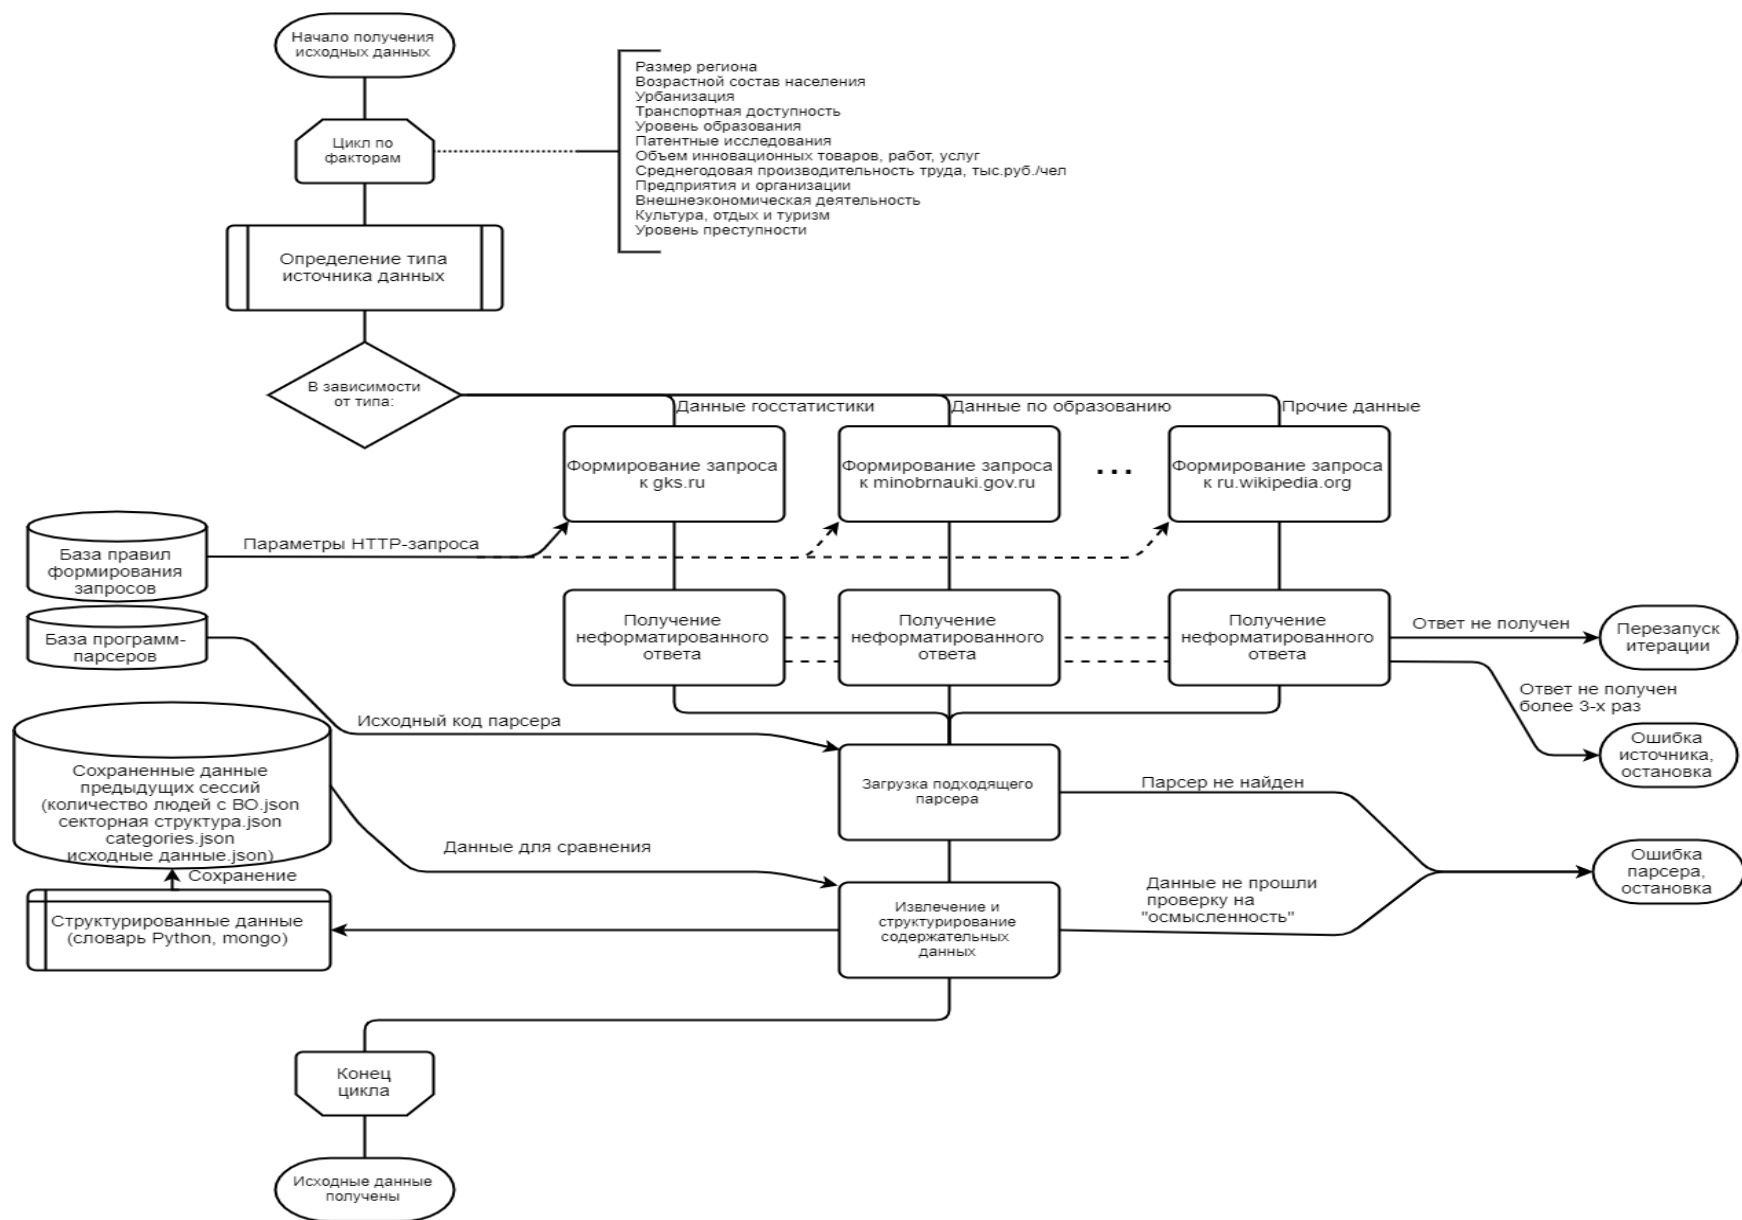 Начало получения
исходных данных
Размер региона
Возрастной состав населения
Урбанизация
Транспортная доступность
Уровень образования
Патентные исследования
Объем инновационных товаров, работ, услуг
Среднегодовая производительность труда, тыс.руб./чел
Предприятия и организации
Внешнеэкономическая деятельность
Культура, отдых и туризм
Уровень преступности
Цикл по
факторам
Определение типа
источника данных
В зависимости
от типа:
Данные госстатистики
Данные по образованию
Прочие данные
Формирование запроса
к gks.ru
Формирование запроса
к minobrnauki.gov.ru
...
Формирование запроса
к ru.wikipedia.org
База правил
формирования
запросов
Параметры HTTP-запроса
База программ-
парсеров
Получение
неформатированного
ответа
Получение
неформатированного
ответа
Получение
неформатированного
ответа
Ответ не получен
Перезапуск
итерации
Ответ не получен
более 3-х раз
Ошибка
источника,
остановка
Исходный код парсера
Загрузка подходящего
парсера
Парсер не найден
Сохраненные данные
предыдущих сессий
(количество людей с ВО.json
секторная структура.json
categories.json
исходные данные.json)
Данные для сравнения
Сохранение
Ошибка
парсера,
остановка
Данные не прошли
проверку на
"осмысленность"
Извлечение и
структурирование
содержательных
данных
Структурированные данные
(словарь Python, mongo)
Конец
цикла
Исходные данные
получены